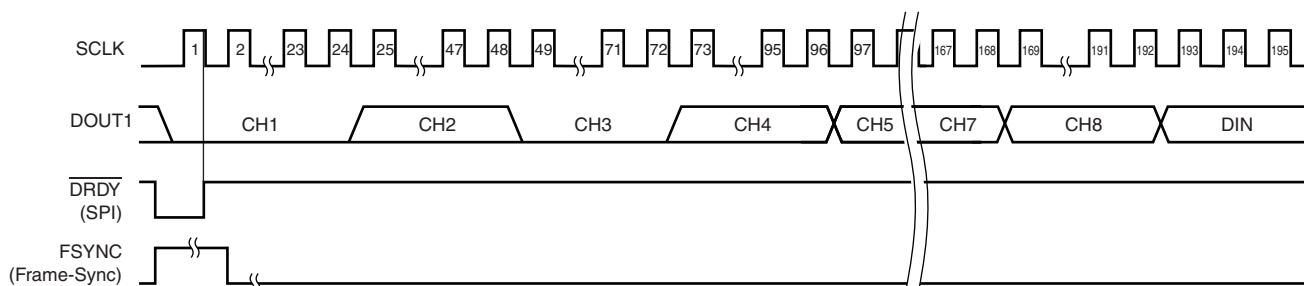 SCLK 1 2 23 24 25 47 48 49 71 72 73 95 96 97 167 168 169 191 192 193 194 195
DOUT1 CH1 CH2 CH3 CH4 CH5 CH7 CH8 DIN
DRDY
(SPI)
FSYNC
(Frame-Sync)